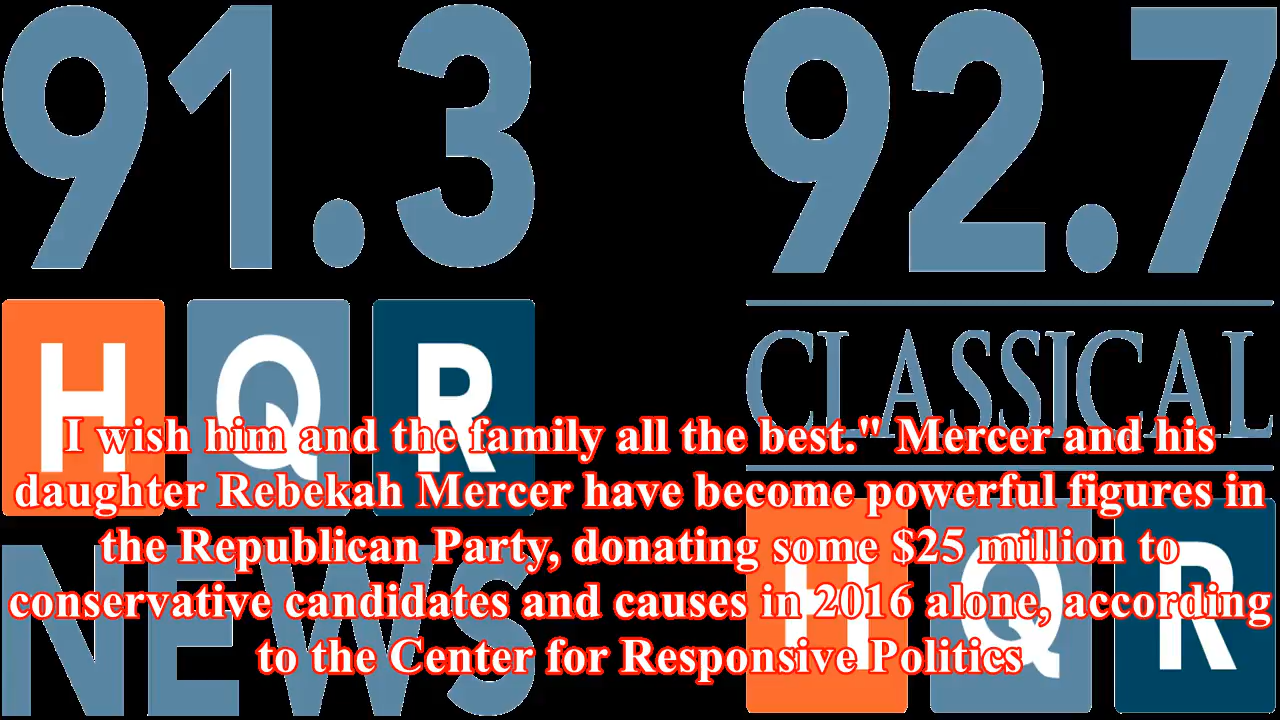 91.3
92.7
HQR
CLASSICAL
I wish him and the family all the best." Mercer and his
daughter Rebekah Mercer have become powerful figures in
the Republican Party, donating some $25 million to
conservative candidates and causes in 2016 alone, according
to the Center for Responsive Politics
NEWS
HQR